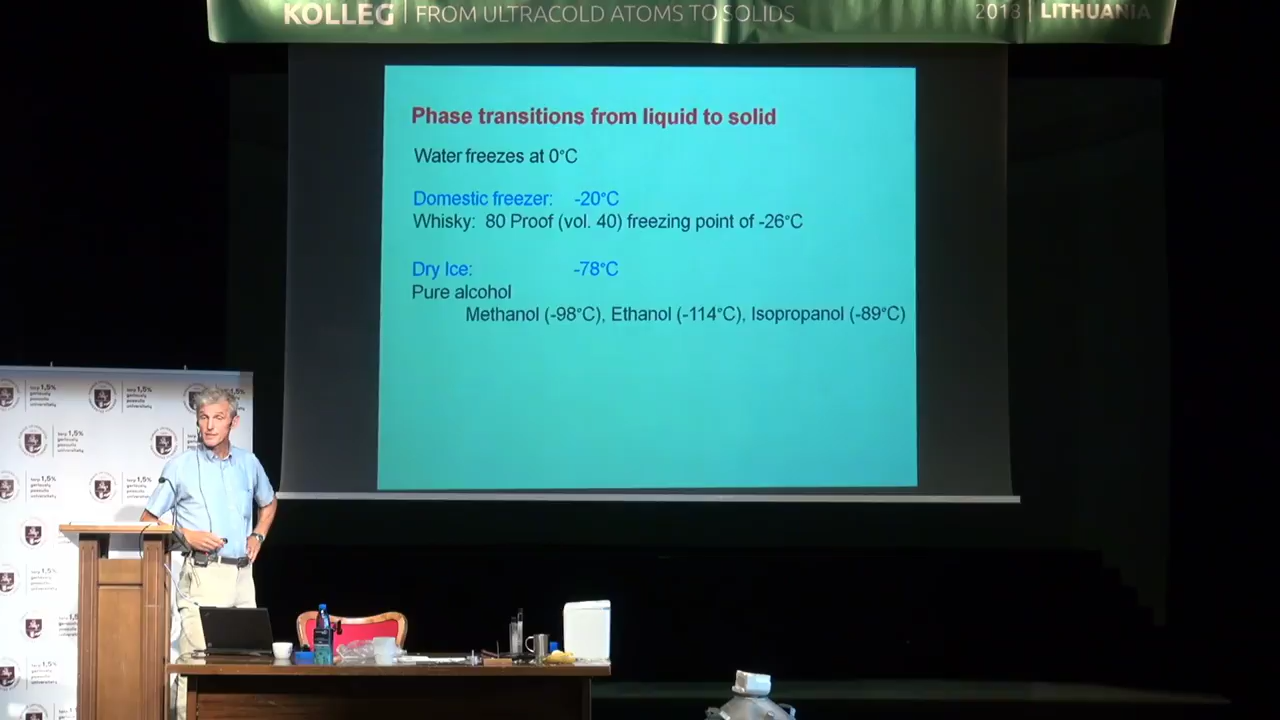 KOLLEG | FROM ULTRACOLD ATOMS TO SOLIDS
2018 | LITHUANIA
Phase transitions from liquid to solid
Water freezes at 0°C
Domestic freezer: -20°C
Whisky: 80 Proof (vol. 40) freezing point of -26°C
Dry Ice: -78°C
Pure alcohol
Methanol (-98°C), Ethanol (-114°C), Isopropanol (-89°C)